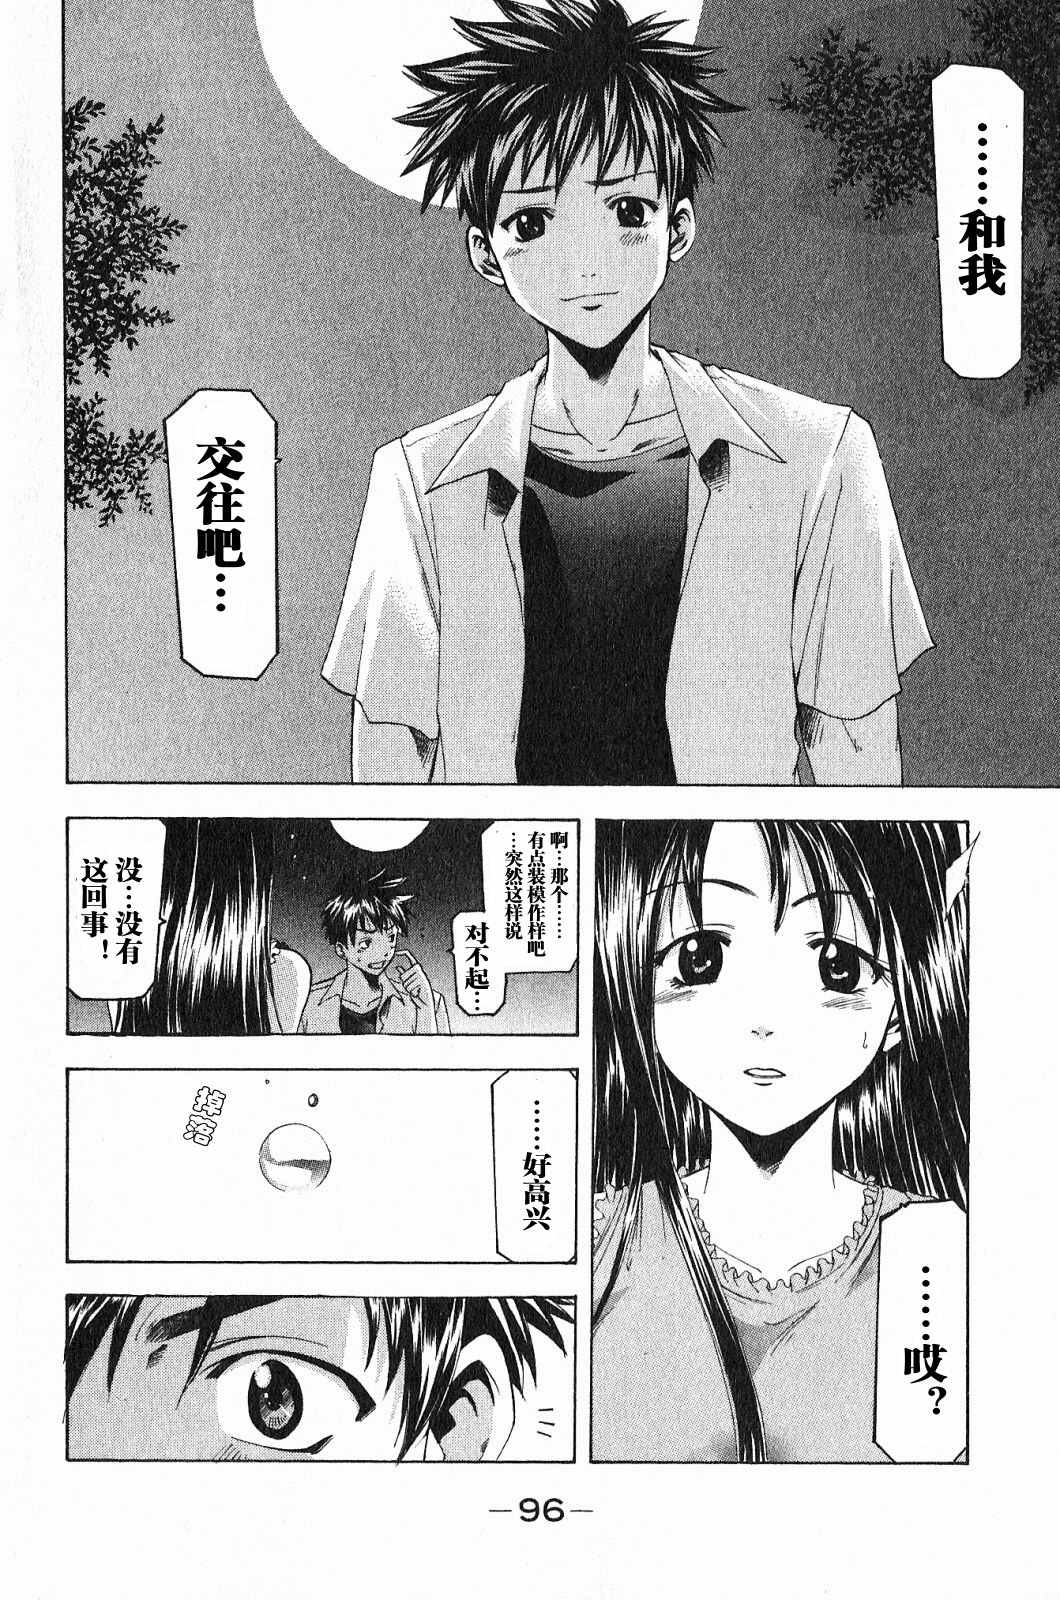 ……和我
交往吧…
……哎？
啊…那个……
有点装模作样吧
…突然这样说
对不起…
没…没有
这回事！
……好高兴
掉落
—96—